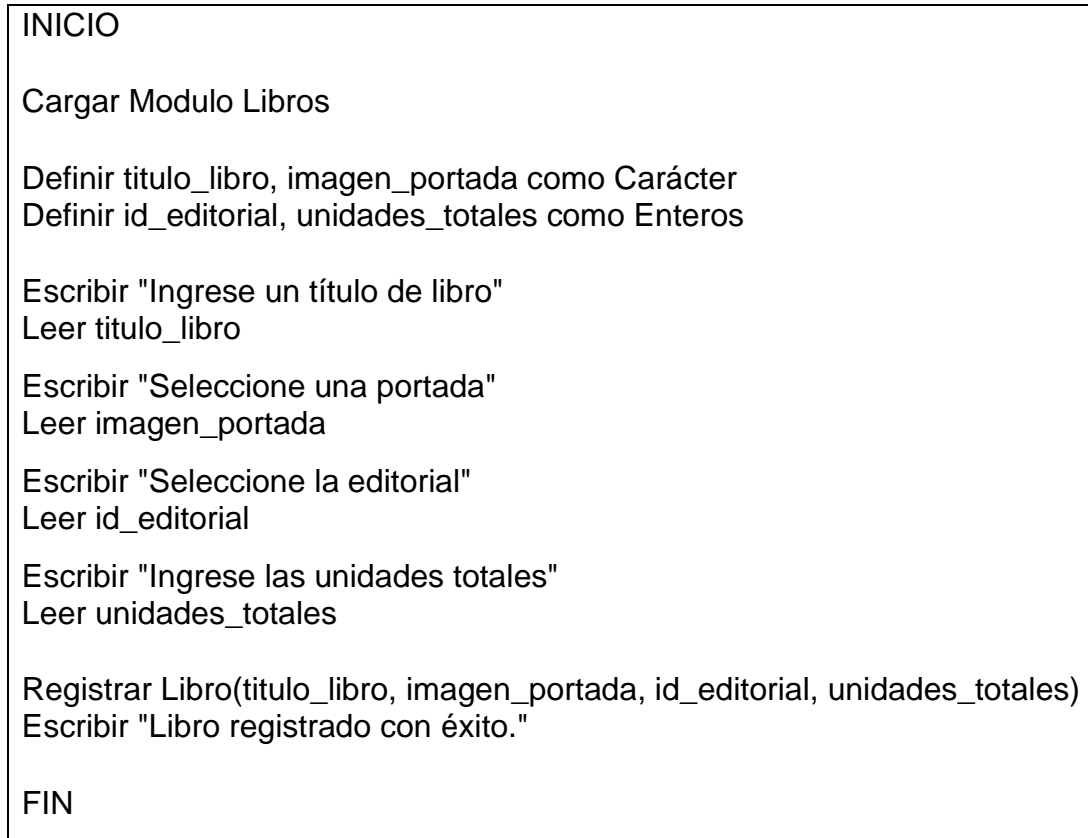 INICIO
Cargar Modulo Libros
Definir titulo_libro, imagen_portada como Carácter
Definir id_editorial, unidades_totales como Enteros
Escribir "Ingrese un título de libro"
Leer titulo_libro
Escribir "Seleccione una portada"
Leer imagen_portada
Escribir "Seleccione la editorial"
Leer id_editorial
Escribir "Ingrese las unidades totales"
Leer unidades_totales
Registrar Libro(titulo_libro, imagen_portada, id_editorial, unidades_totales)
Escribir "Libro registrado con éxito."
FIN